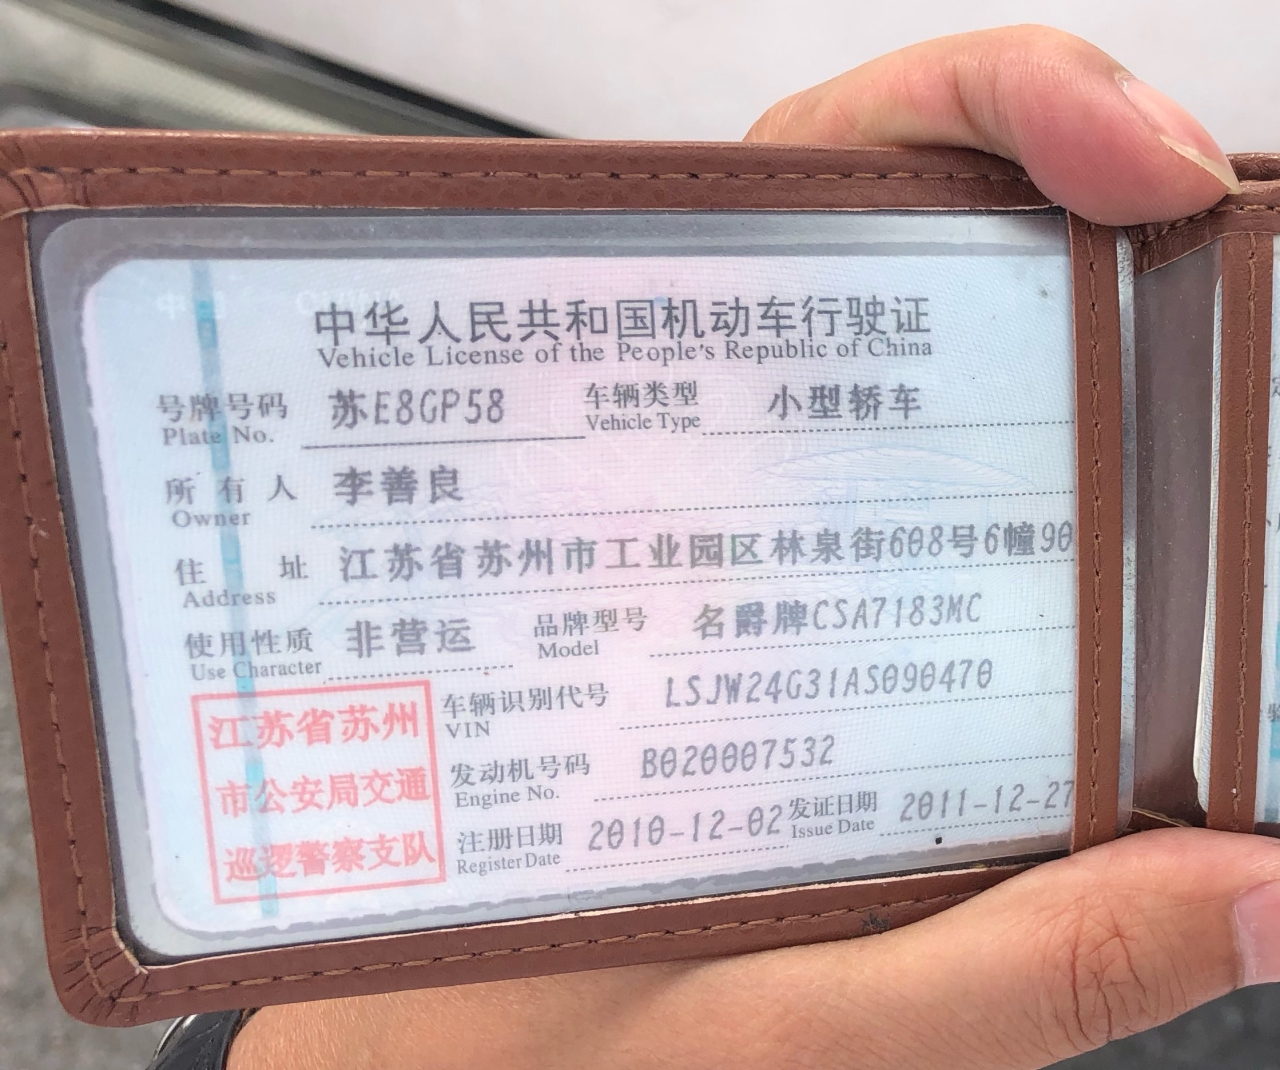 中华人民共和国机动车行驶证
Vehicle License of the People's Republic of China
号牌号码 苏E8GP58 车辆类型 小型轿车
Plate No. Vehicle Type
所有人 李善良
Owner
住址 江苏省苏州市工业园区林泉街608号6幢90
Address
使用性质 非营运 品牌型号 名爵牌CSA7183MC
Use Character Model
江苏省苏州
市公安局交通
巡逻警察支队
车辆识别代号 LSJW24G31AS090470
VIN
发动机号码 B020007532
Engine No.
注册日期 2010-12-02 发证日期 2011-12-27
Register Date Issue Date